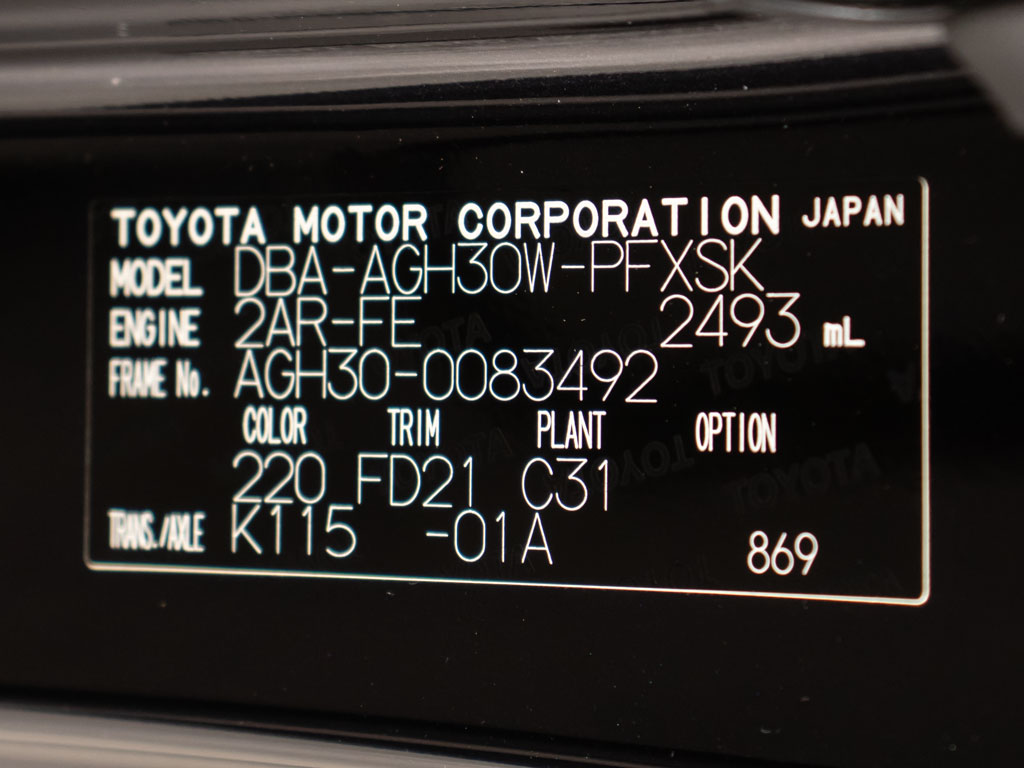 TOYOTA MOTOR CORPORATION JAPAN
MODEL DBA-AGH30W-PFXSK
ENGINE 2AR-FE 2493 mL
FRAME No. AGH30-0083492
COLOR TRIM PLANT OPTION
220 FD21 C31
TRANS./AXLE K115 -01A 869